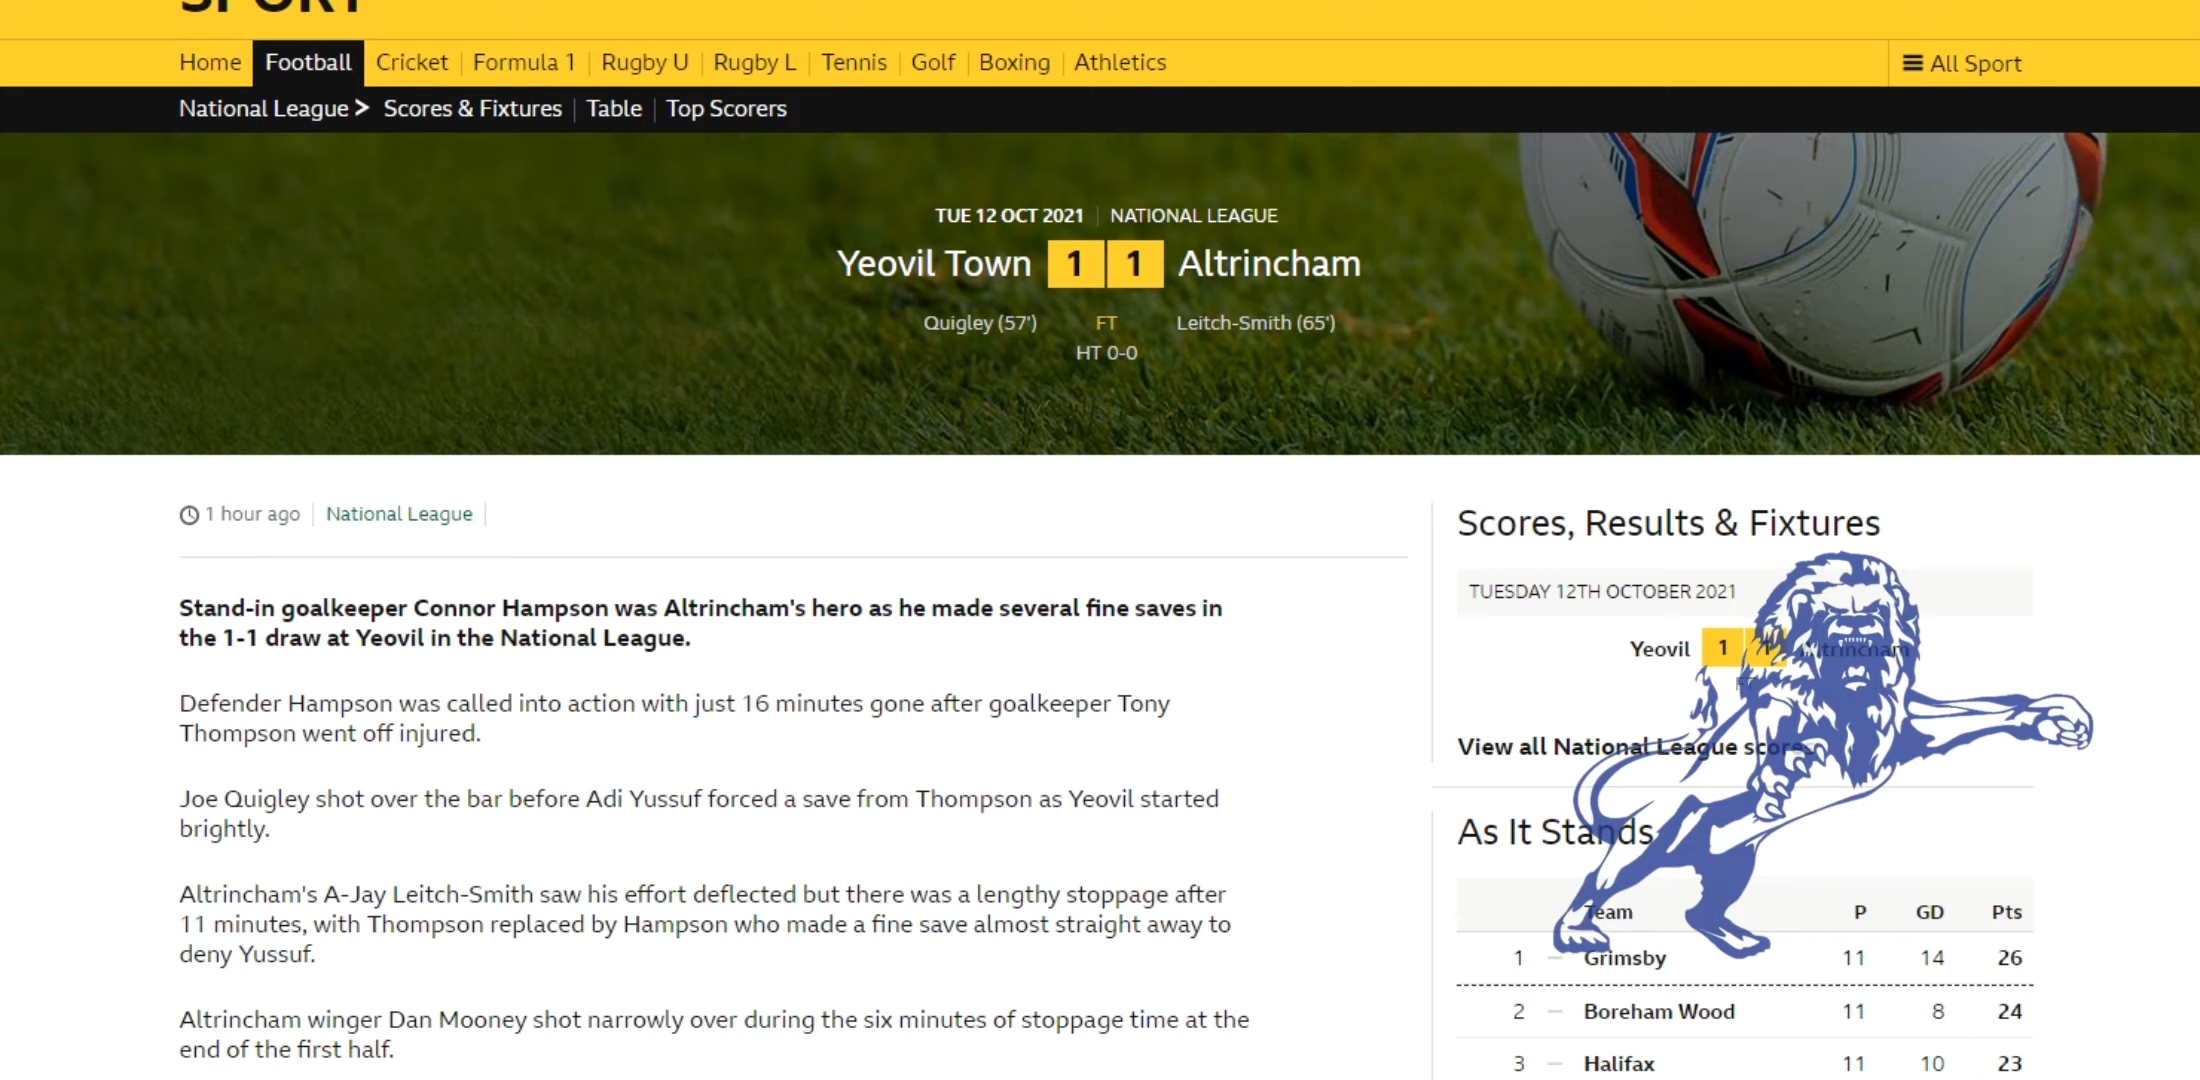 Home Football Cricket Formula 1 Rugby U Rugby L Tennis Golf Boxing Athletics All Sport
National League > Scores & Fixtures Table Top Scorers
TUE 12 OCT 2021 NATIONAL LEAGUE
Yeovil Town 1 1 Altrincham
Quigley (57') FT Leitch-Smith (65')
HT 0-0
1 hour ago National League
Stand-in goalkeeper Connor Hampson was Altrincham's hero as he made several fine saves in
the 1-1 draw at Yeovil in the National League.
Defender Hampson was called into action with just 16 minutes gone after goalkeeper Tony
Thompson went off injured.
Joe Quigley shot over the bar before Adi Yussuf forced a save from Thompson as Yeovil started
brightly.
Altrincham's A-Jay Leitch-Smith saw his effort deflected but there was a lengthy stoppage after
11 minutes, with Thompson replaced by Hampson who made a fine save almost straight away to
deny Yussuf.
Altrincham winger Dan Mooney shot narrowly over during the six minutes of stoppage time at the
end of the first half.
Scores, Results & Fixtures
TUESDAY 12TH OCTOBER 2021
Yeovil 1 1 Altrincham
FT
View all National League scores
As It Stands
Team P GD Pts
1 Grimsby 11 14 26
2 Boreham Wood 11 8 24
3 Halifax 11 10 23